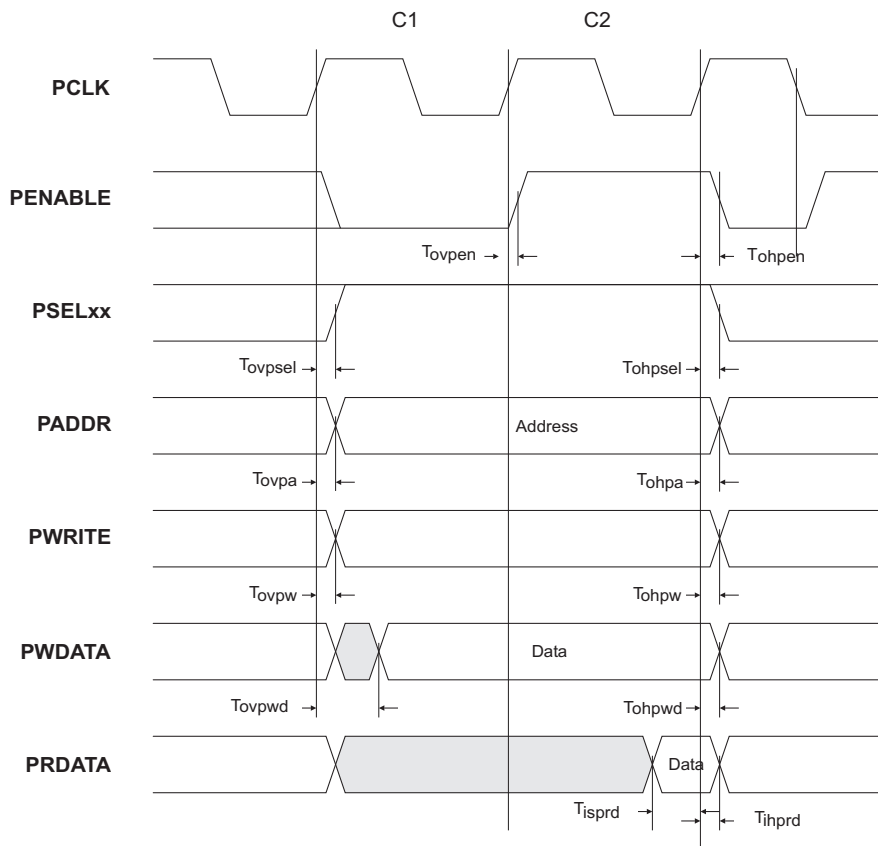 C1 C2
PCLK
PENABLE
Tovpen Tohpen
PSELxx
Tovpsel Tohpsel
PADDR Address
Tovpa Tohpa
PWRITE
Tovpw Tohpw
PWDATA Data
Tovpwd Tohpwd
PRDATA Data
Tisprd Tihprd